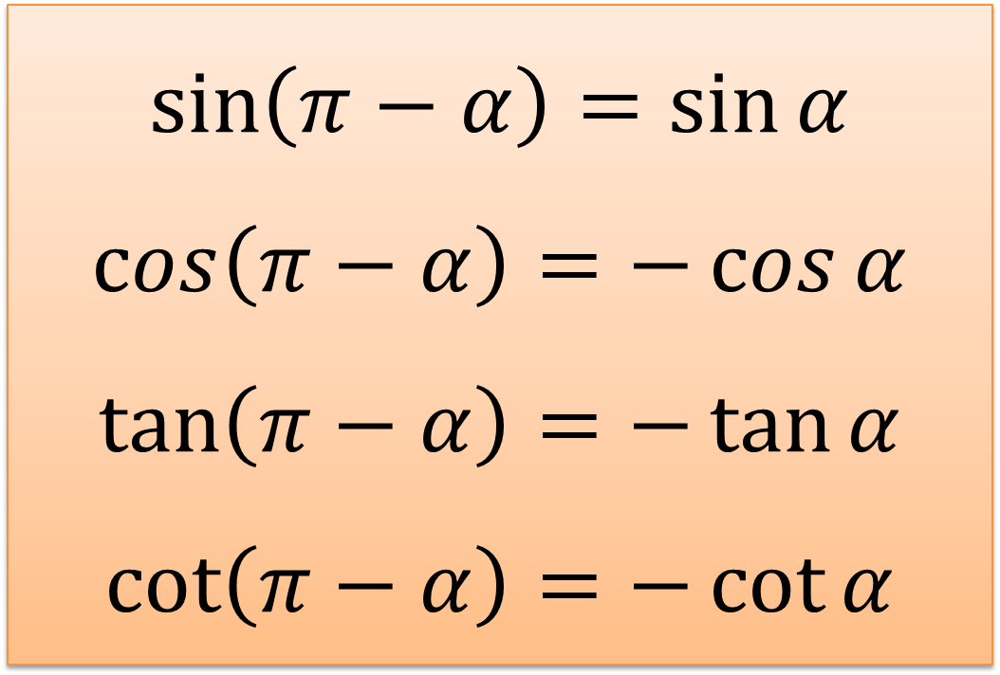 sin(π − α) = sin α
cos(π − α) = − cos α
tan(π − α) = − tan α
cot(π − α) = − cot α